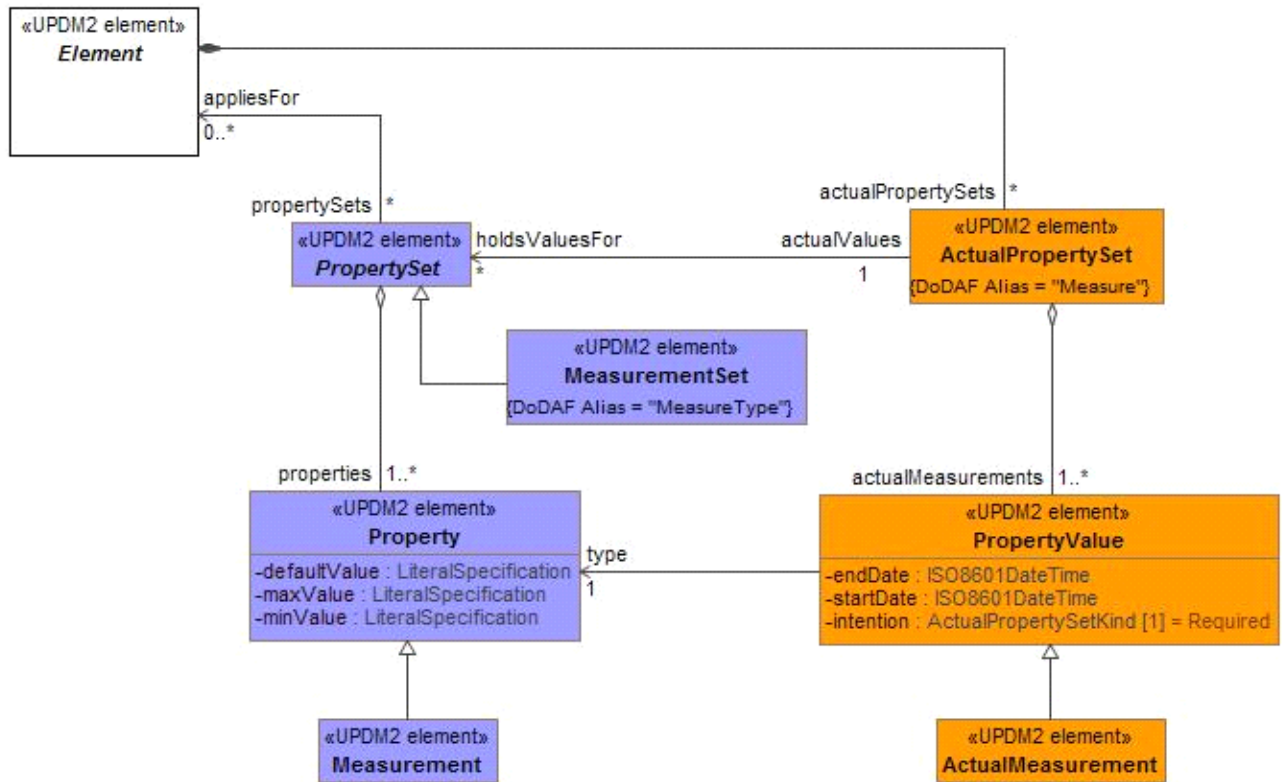 «UPDM2 element»
Element
appliesFor
0..*
actualPropertySets *
propertySets *
«UPDM2 element»
PropertySet
holdsValuesFor
*
actualValues
1
«UPDM2 element»
ActualPropertySet
{DoDAF Alias = "Measure"}
«UPDM2 element»
MeasurementSet
{DoDAF Alias = "MeasureType"}
properties 1..*
actualMeasurements 1..*
«UPDM2 element»
Property
-defaultValue : LiteralSpecification
-maxValue : LiteralSpecification
-minValue : LiteralSpecification
type
1
«UPDM2 element»
PropertyValue
-endDate : ISO8601DateTime
-startDate : ISO8601DateTime
-intention : ActualPropertySetKind [1] = Required
«UPDM2 element»
Measurement
«UPDM2 element»
ActualMeasurement